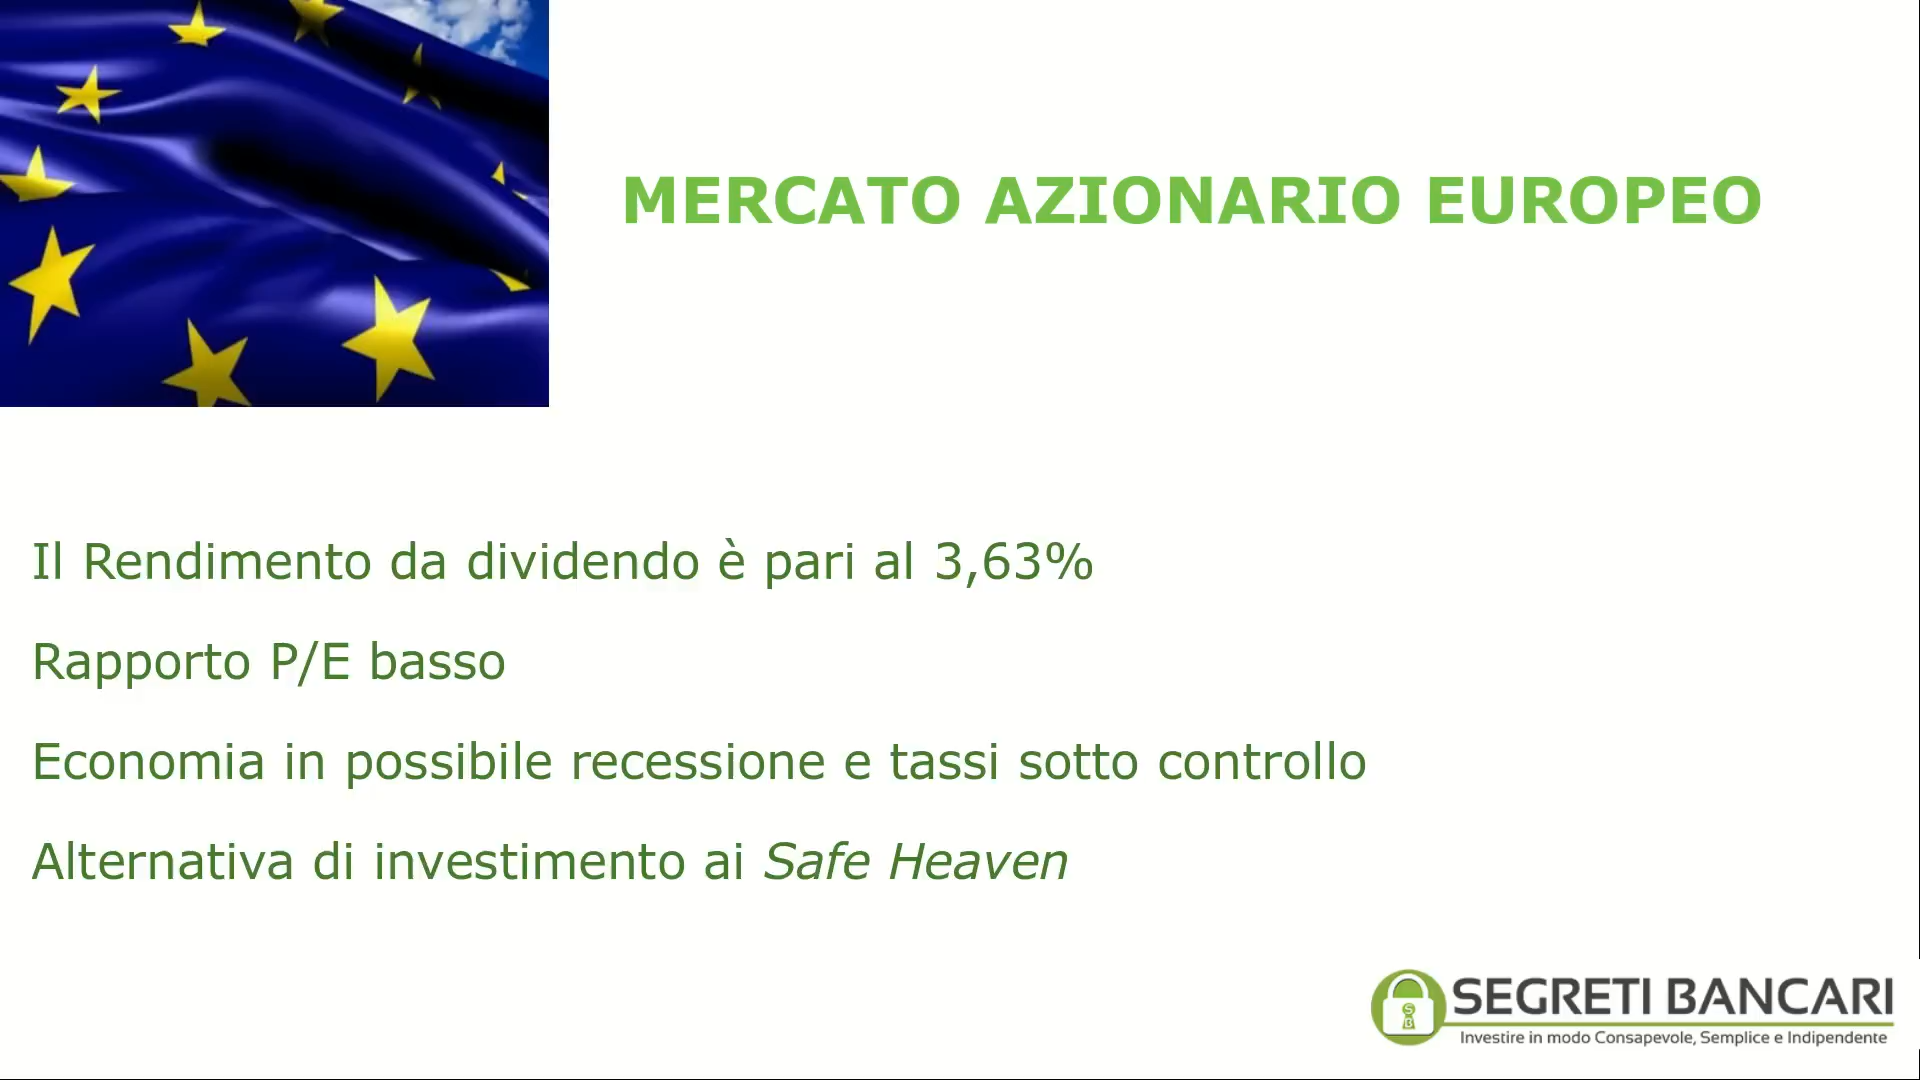 MERCATO AZIONARIO EUROPEO
Il Rendimento da dividendo è pari al 3,63%
Rapporto P/E basso
Economia in possibile recessione e tassi sotto controllo
Alternativa di investimento ai Safe Heaven
SB
SEGRETI BANCARI
Investire in modo Consapevole, Semplice e Indipendente